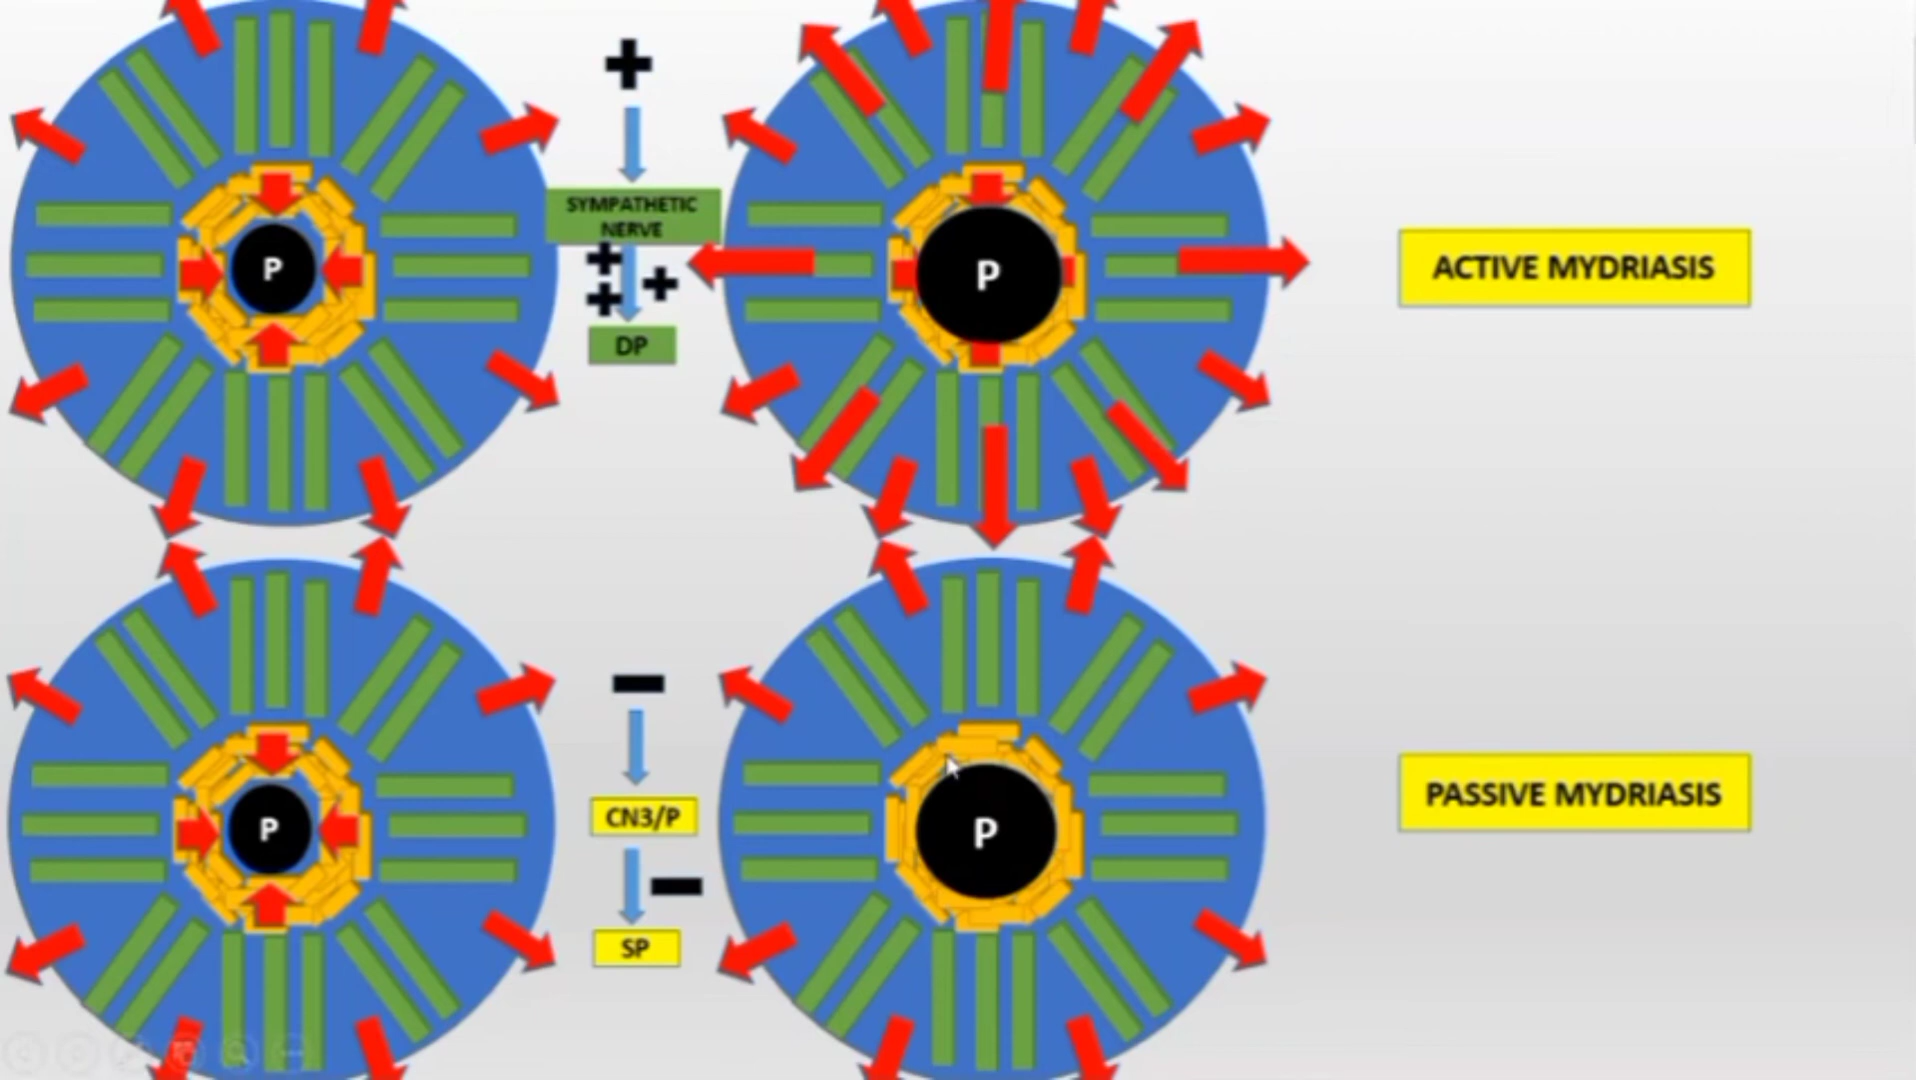 P
SYMPATHETIC
NERVE
DP
P
ACTIVE MYDRIASIS
P
CN3/P
SP
P
PASSIVE MYDRIASIS